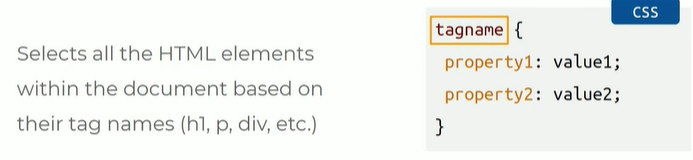 Selects all the HTML elements
within the document based on
their tag names (h1, p, div, etc.)
CSS
tagname {
property1: value1;
property2: value2;
}